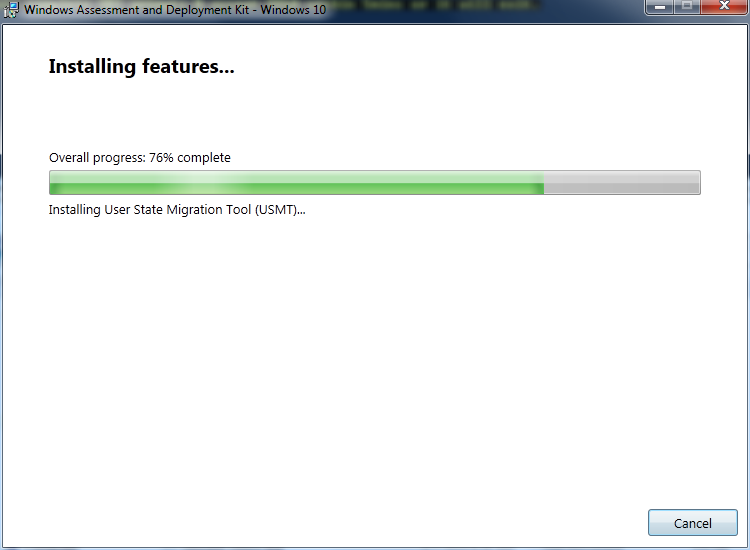 Windows Assessment and Deployment Kit - Windows 10
Installing features...
Overall progress: 76% complete
Installing User State Migration Tool (USMT)...
Cancel